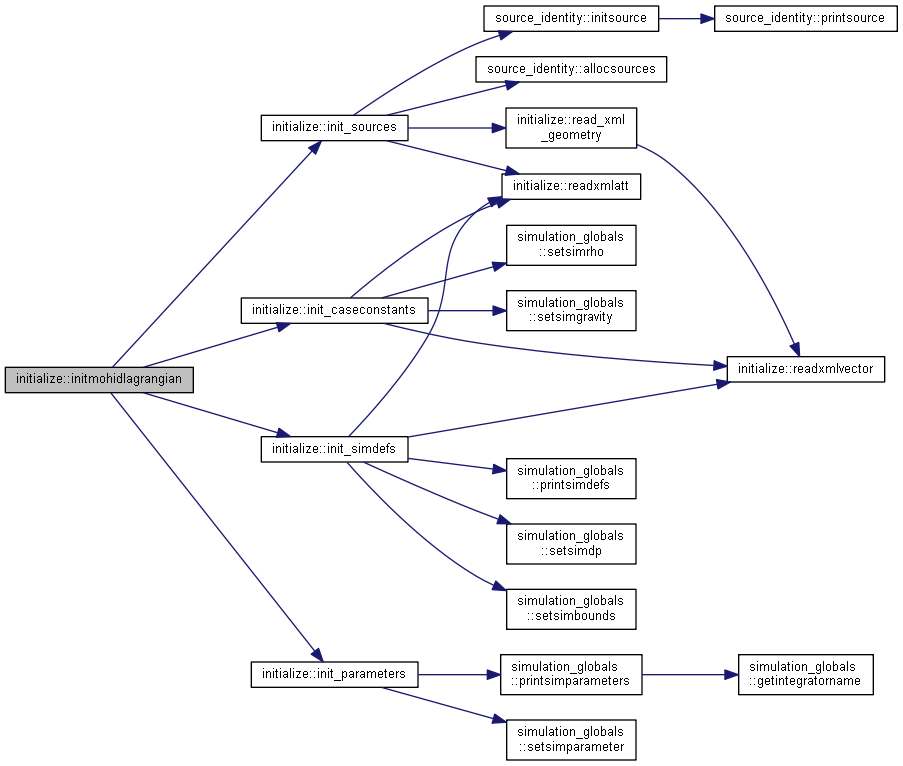 source_identity::initsource
source_identity::printsource
source_identity::allocsources
initialize::init_sources
initialize::read_xml
_geometry
initialize::readxmlatt
simulation_globals
::setsimrho
initialize::init_caseconstants
simulation_globals
::setsimgravity
initialize::initmohidlagrangian
initialize::readxmlvector
initialize::init_simdefs
simulation_globals
::printsimdefs
simulation_globals
::setsimdp
simulation_globals
::setsimbounds
initialize::init_parameters
simulation_globals
::printsimparameters
simulation_globals
::getintegratorname
simulation_globals
::setsimparameter